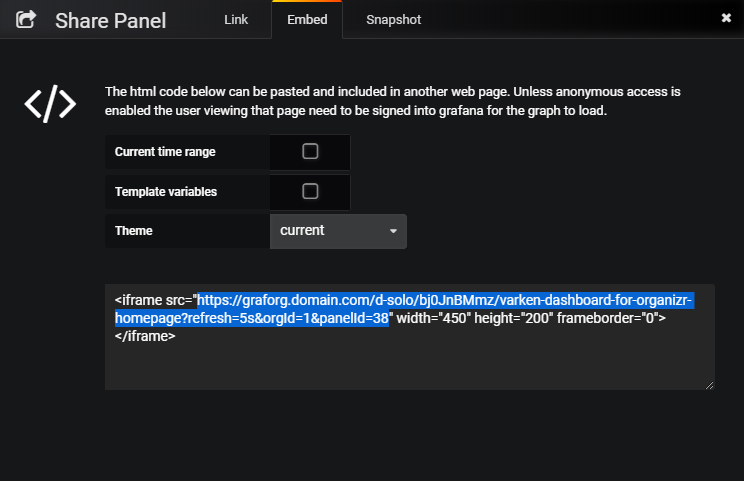 Share Panel
Link
Embed
Snapshot
The html code below can be pasted and included in another web page. Unless anonymous access is
enabled the user viewing that page need to be signed into grafana for the graph to load.
Current time range
Template variables
Theme
current
<iframe src="https://graforg.domain.com/d-solo/bj0JnBMmz/varken-dashboard-for-organizr-
homepage?refresh=5s&orgId=1&panelId=38" width="450" height="200" frameborder="0">
</iframe>